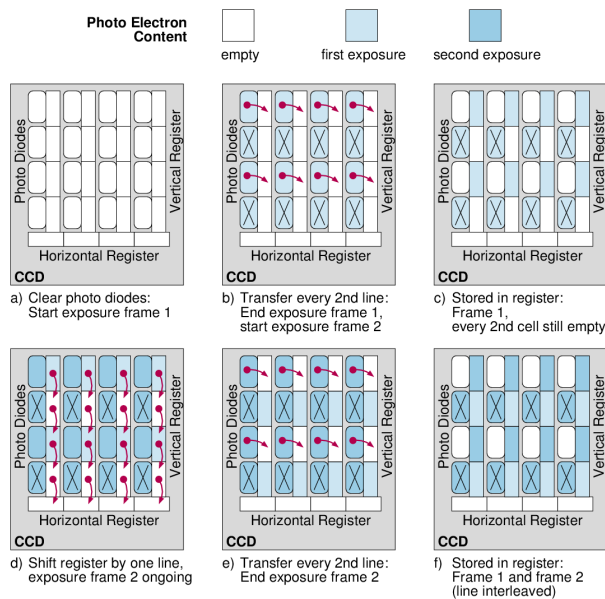 Photo Electron
Content
empty
first exposure
second exposure
Photo Diodes
Vertical Register
Horizontal Register
CCD
a) Clear photo diodes:
Start exposure frame 1
Photo Diodes
Vertical Register
Horizontal Register
CCD
b) Transfer every 2nd line:
End exposure frame 1,
start exposure frame 2
Photo Diodes
Vertical Register
Horizontal Register
CCD
c) Stored in register:
Frame 1,
every 2nd cell still empty
Photo Diodes
Vertical Register
Horizontal Register
CCD
d) Shift register by one line,
exposure frame 2 ongoing
Photo Diodes
Vertical Register
Horizontal Register
CCD
e) Transfer every 2nd line:
End exposure frame 2
Photo Diodes
Vertical Register
Horizontal Register
CCD
f) Stored in register:
Frame 1 and frame 2
(line interleaved)